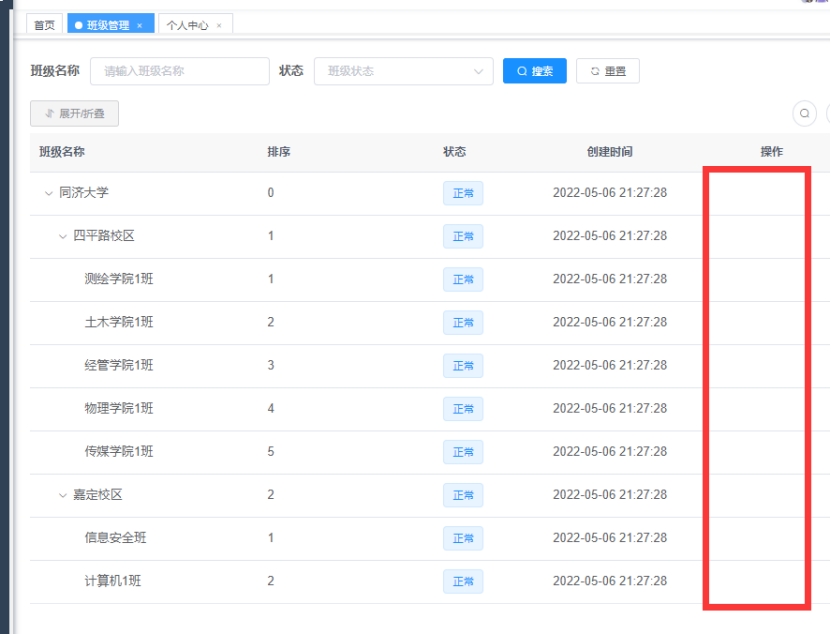 首页 班级管理 × 个人中心 ×
班级名称 请输入班级名称 状态 班级状态 搜索 重置
展开/折叠
班级名称 排序 状态 创建时间 操作
同济大学 0 正常 2022-05-06 21:27:28
四平路校区 1 正常 2022-05-06 21:27:28
测绘学院1班 1 正常 2022-05-06 21:27:28
土木学院1班 2 正常 2022-05-06 21:27:28
经管学院1班 3 正常 2022-05-06 21:27:28
物理学院1班 4 正常 2022-05-06 21:27:28
传媒学院1班 5 正常 2022-05-06 21:27:28
嘉定校区 2 正常 2022-05-06 21:27:28
信息安全班 1 正常 2022-05-06 21:27:28
计算机1班 2 正常 2022-05-06 21:27:28